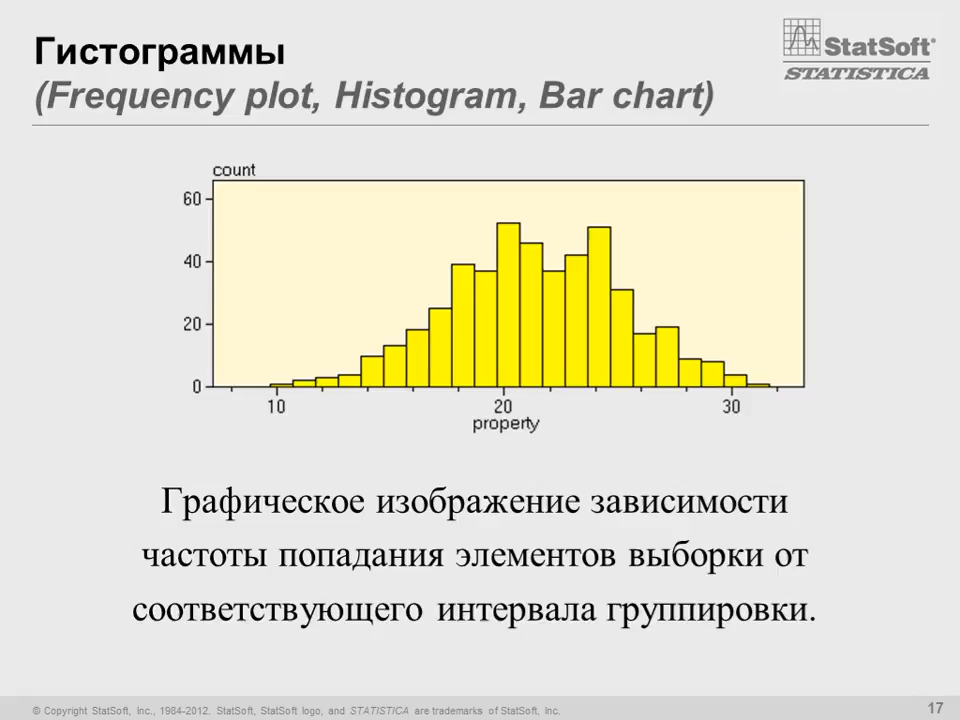 Гистограммы
(Frequency plot, Histogram, Bar chart)
StatSoft®
STATISTICA
count
60
40
20
0
10
20
30
property
Графическое изображение зависимости
частоты попадания элементов выборки от
соответствующего интервала группировки.
© Copyright StatSoft, Inc., 1984-2012. StatSoft, StatSoft logo, and STATISTICA are trademarks of StatSoft, Inc.
17